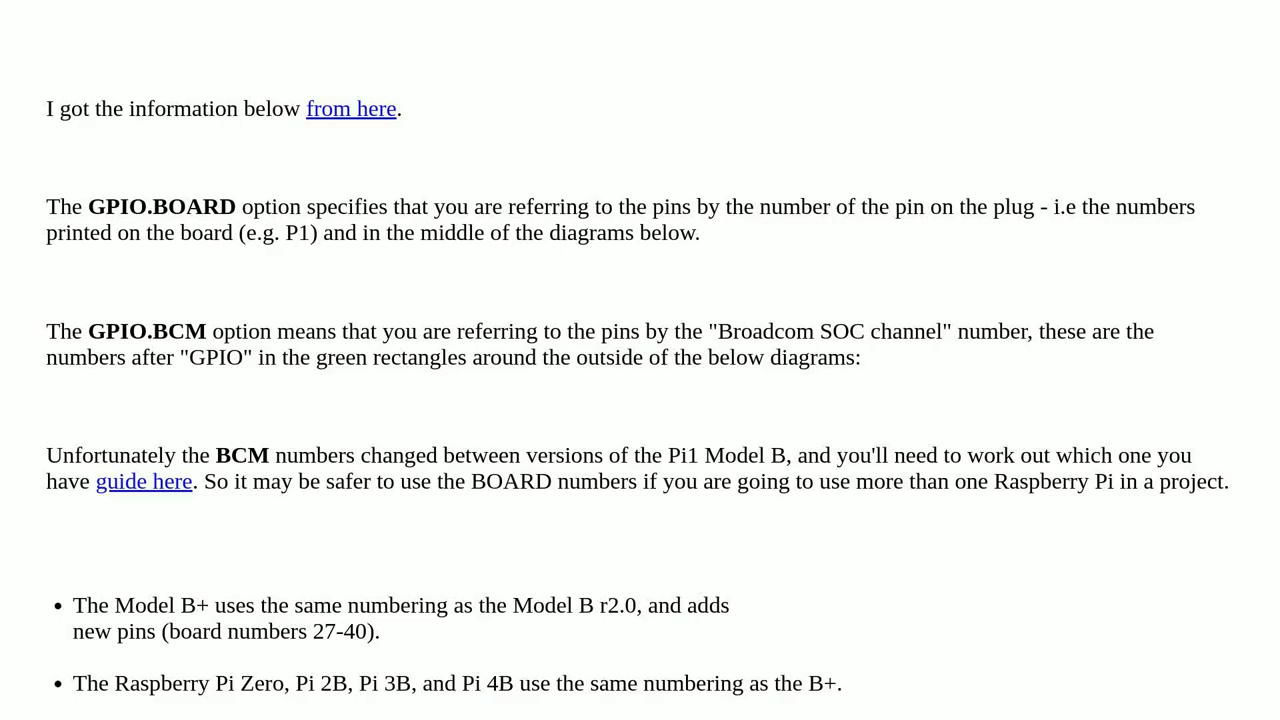 I got the information below from here.
The GPIO.BOARD option specifies that you are referring to the pins by the number of the pin on the plug - i.e the numbers
printed on the board (e.g. P1) and in the middle of the diagrams below.
The GPIO.BCM option means that you are referring to the pins by the "Broadcom SOC channel" number, these are the
numbers after "GPIO" in the green rectangles around the outside of the below diagrams:
Unfortunately the BCM numbers changed between versions of the Pi1 Model B, and you'll need to work out which one you
have guide here. So it may be safer to use the BOARD numbers if you are going to use more than one Raspberry Pi in a project.
• The Model B+ uses the same numbering as the Model B r2.0, and adds
new pins (board numbers 27-40).
• The Raspberry Pi Zero, Pi 2B, Pi 3B, and Pi 4B use the same numbering as the B+.